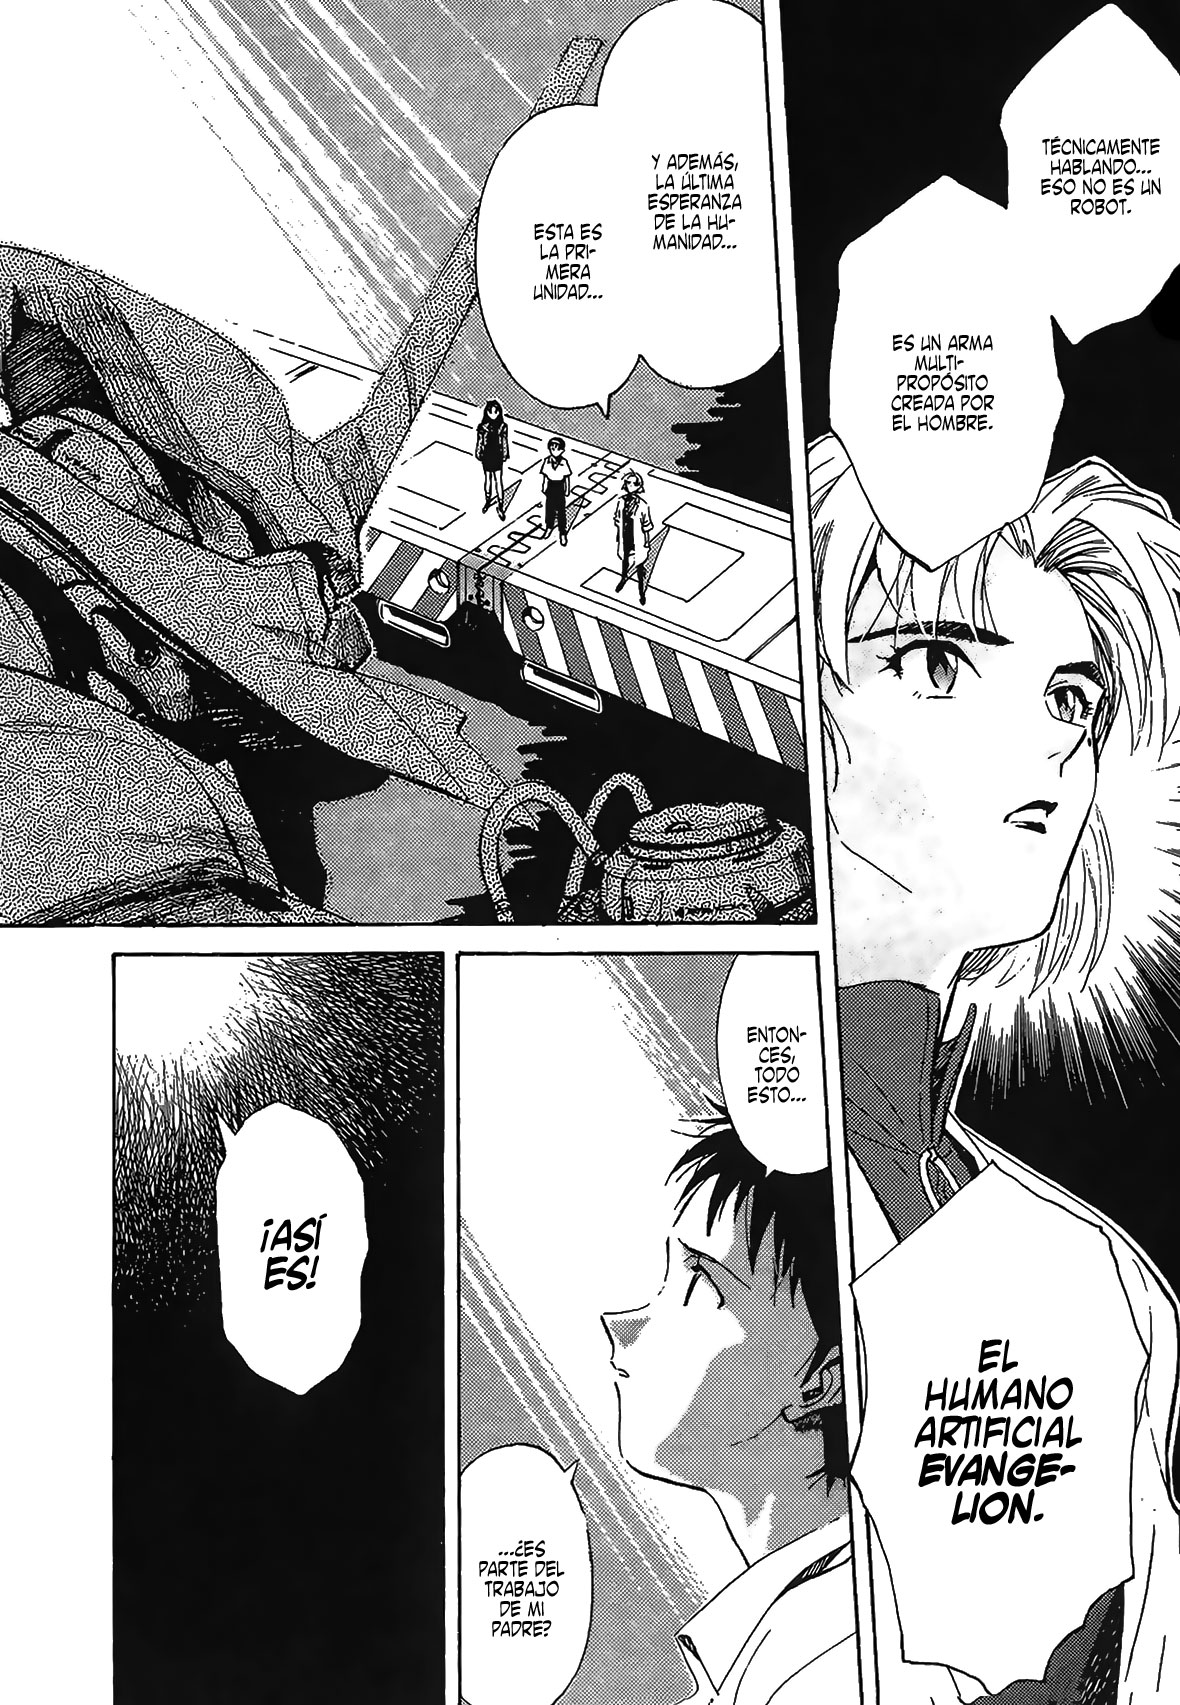 TÉCNICAMENTE
HABLANDO...
ESO NO ES UN
ROBOT.
ES UN ARMA
MULTI-
PROPÓSITO
CREADA POR
EL HOMBRE.
EL
HUMANO
ARTIFICIAL
EVANGE-
LION.
Y ADEMÁS,
LA ÚLTIMA
ESPERANZA
DE LA HU-
MANIDAD...
ESTA ES
LA PRI-
MERA
UNIDAD...
ENTON-
CES,
TODO
ESTO...
...¿ES
PARTE DEL
TRABAJO
DE MI
PADRE?
¡ASÍ
ES!